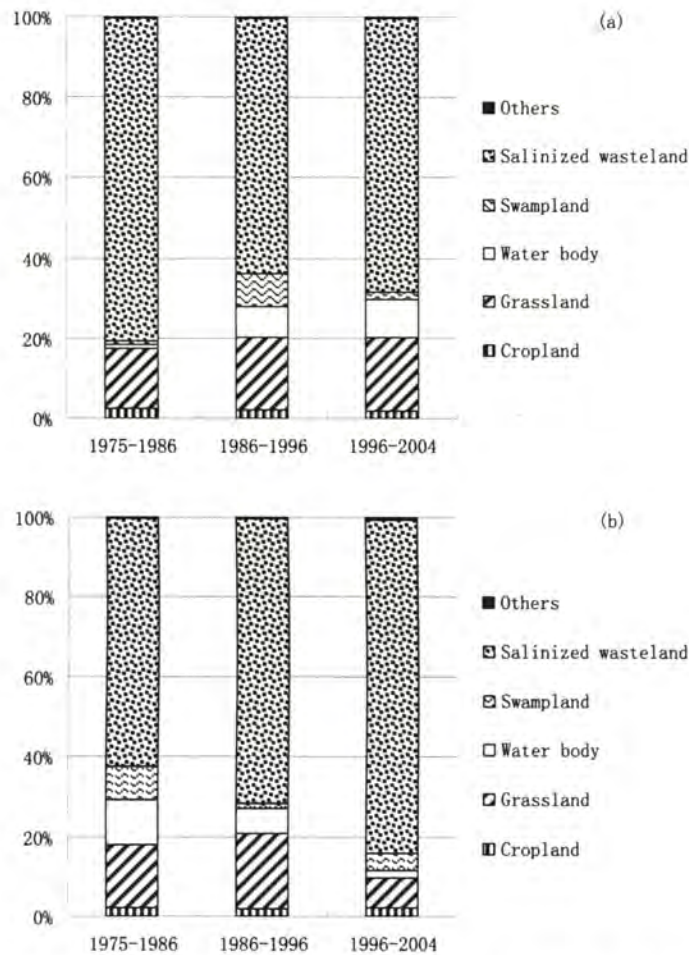 (a)
100%
80%
60%
40%
20%
0%
1975-1986 1986-1996 1996-2004
Others
Salinized wasteland
Swampland
Water body
Grassland
Cropland
(b)
100%
80%
60%
40%
20%
0%
1975-1986 1986-1996 1996-2004
Others
Salinized wasteland
Swampland
Water body
Grassland
Cropland